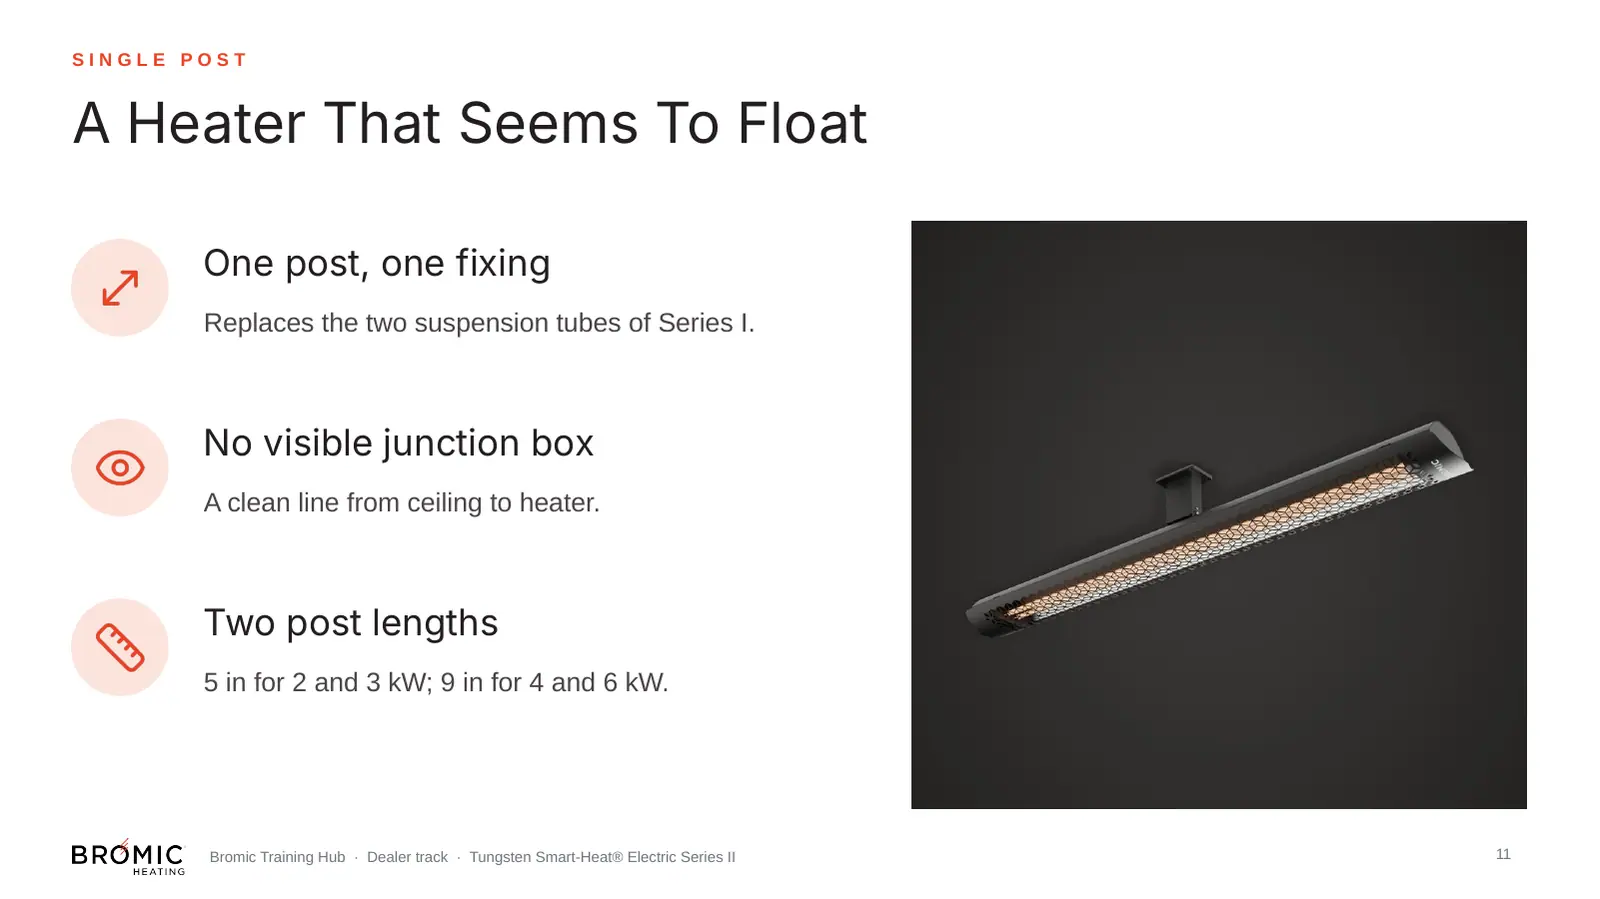 SINGLE POST
A Heater That Seems To Float
One post, one fixing
Replaces the two suspension tubes of Series I.
No visible junction box
A clean line from ceiling to heater.
Two post lengths
5 in for 2 and 3 kW; 9 in for 4 and 6 kW.
BROMIC
HEATING
Bromic Training Hub · Dealer track · Tungsten Smart-Heat® Electric Series II
11